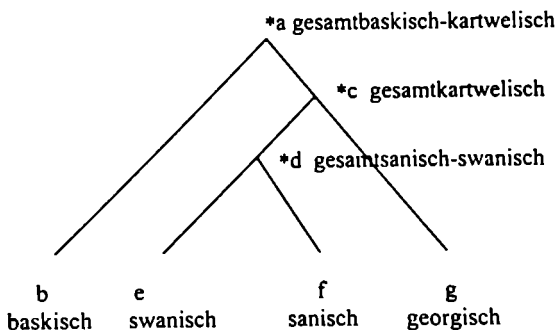 *a gesamtbaskisch-kartwelisch
*c gesamtkartwelisch
*d gesamtsanisch-swanisch
b e f g
baskisch swanisch sanisch georgisch